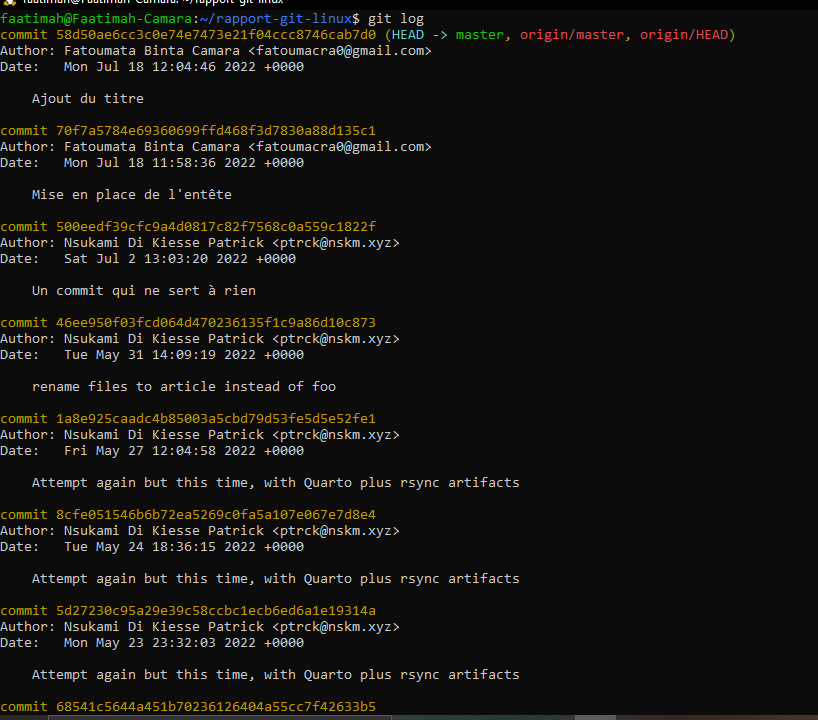 faatimah@Faatimah-Camara:~/rapport-git-linux$ git log
commit 58d50ae6cc3c0e74e7473e21f04ccc8746cab7d0 (HEAD -> master, origin/master, origin/HEAD)
Author: Fatoumata Binta Camara <fatoumacra0@gmail.com>
Date:   Mon Jul 18 12:04:46 2022 +0000
Ajout du titre
commit 70f7a5784e69360699ffd468f3d7830a88d135c1
Author: Fatoumata Binta Camara <fatoumacra0@gmail.com>
Date:   Mon Jul 18 11:58:36 2022 +0000
Mise en place de l'entête
commit 500eedf39cfc9a4d0817c82f7568c0a559c1822f
Author: Nsukami Di Kiesse Patrick <ptrck@nskm.xyz>
Date:   Sat Jul 2 13:03:20 2022 +0000
Un commit qui ne sert à rien
commit 46ee950f03fcd064d470236135f1c9a86d10c873
Author: Nsukami Di Kiesse Patrick <ptrck@nskm.xyz>
Date:   Tue May 31 14:09:19 2022 +0000
rename files to article instead of foo
commit 1a8e925caadc4b85003a5cbd79d53fe5d5e52fe1
Author: Nsukami Di Kiesse Patrick <ptrck@nskm.xyz>
Date:   Fri May 27 12:04:58 2022 +0000
Attempt again but this time, with Quarto plus rsync artifacts
commit 8cfe051546b6b72ea5269c0fa5a107e067e7d8e4
Author: Nsukami Di Kiesse Patrick <ptrck@nskm.xyz>
Date:   Tue May 24 18:36:15 2022 +0000
Attempt again but this time, with Quarto plus rsync artifacts
commit 5d27230c95a29e39c58ccbc1ecb6ed6a1e19314a
Author: Nsukami Di Kiesse Patrick <ptrck@nskm.xyz>
Date:   Mon May 23 23:32:03 2022 +0000
Attempt again but this time, with Quarto plus rsync artifacts
commit 68541c5644a451b70236126404a55cc7f42633b5